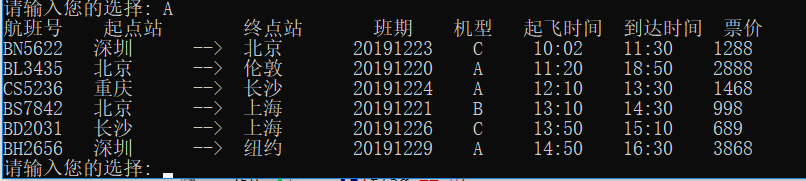 请输入您的选择: A
航班号 起点站 终点站 班期 机型 起飞时间 到达时间 票价
BN5622 深圳 --> 北京 20191223 C 10:02 11:30 1288
BL3435 北京 --> 伦敦 20191220 A 11:20 18:50 2888
CS5236 重庆 --> 长沙 20191224 A 12:10 13:30 1468
BS7842 北京 --> 上海 20191221 B 13:10 14:30 998
BD2031 长沙 --> 上海 20191226 C 13:50 15:10 689
BH2656 深圳 --> 纽约 20191229 A 14:50 16:30 3868
请输入您的选择: